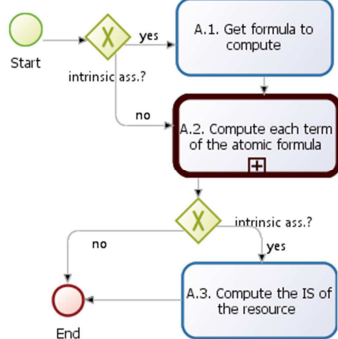 yes
A.1. Get formula to
compute
Start
intrinsic ass.?
no
A.2. Compute each term
of the atomic formula
intrinsic ass.?
no
yes
A.3. Compute the IS of
the resource
End